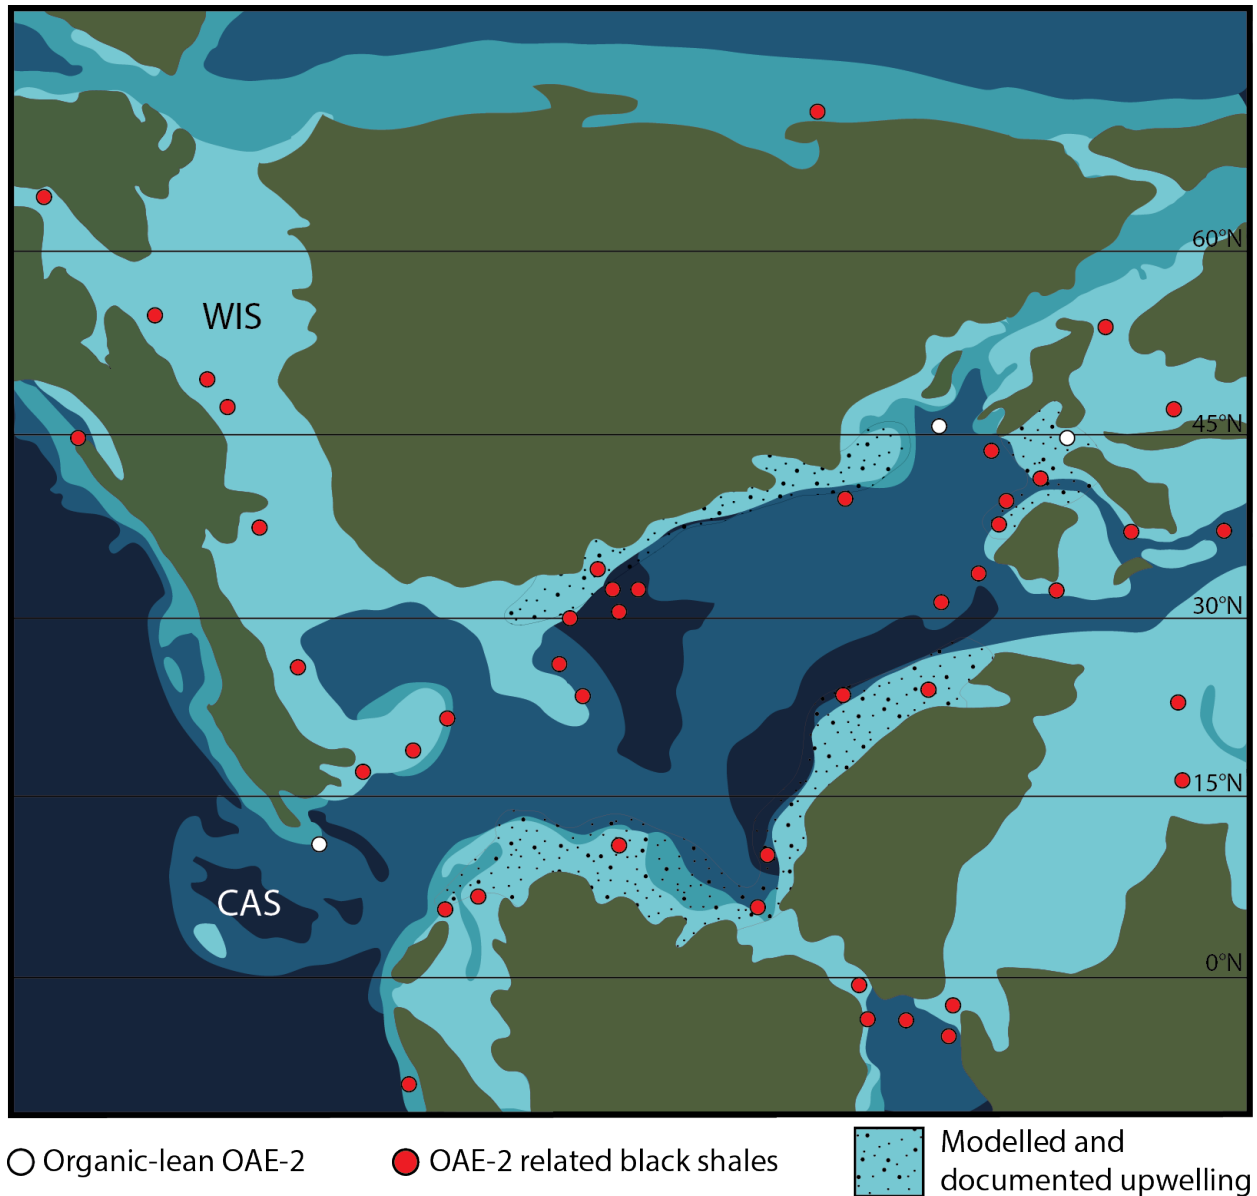 60°N
WIS
45°N
30°N
15°N
CAS
0°N
Organic-lean OAE-2
OAE-2 related black shales
Modelled and
documented upwelling